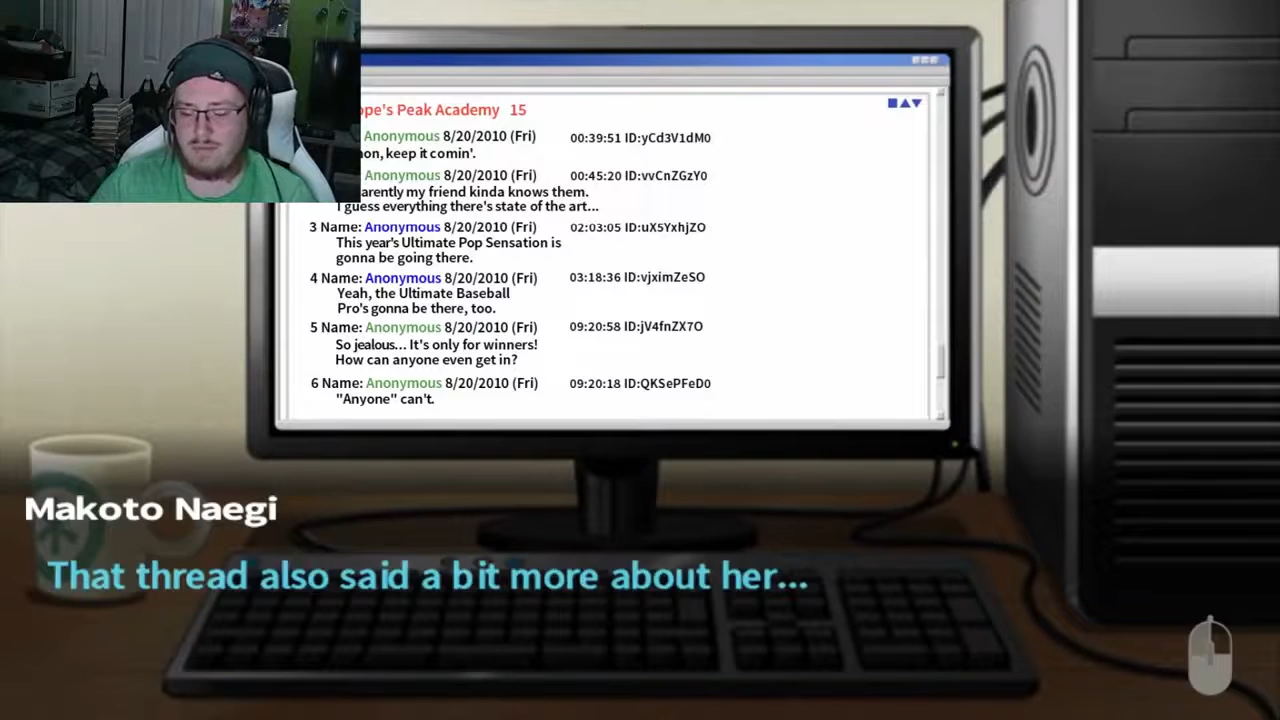 ope's Peak Academy 15
Anonymous 8/20/2010 (Fri) 00:39:51 ID:yCd3V1dM0
on, keep it comin'.
Anonymous 8/20/2010 (Fri) 00:45:20 ID:vvCnZGzY0
arently my friend kinda knows them.
I guess everything there's state of the art...
3 Name: Anonymous 8/20/2010 (Fri) 02:03:05 ID:uX5YxhjZO
This year's Ultimate Pop Sensation is
gonna be going there.
4 Name: Anonymous 8/20/2010 (Fri) 03:18:36 ID:vjximZeSO
Yeah, the Ultimate Baseball
Pro's gonna be there, too.
5 Name: Anonymous 8/20/2010 (Fri) 09:20:58 ID:jV4fnZX7O
So jealous... It's only for winners!
How can anyone even get in?
6 Name: Anonymous 8/20/2010 (Fri) 09:20:18 ID:QKSePFeD0
"Anyone" can't.
Makoto Naegi
That thread also said a bit more about her...